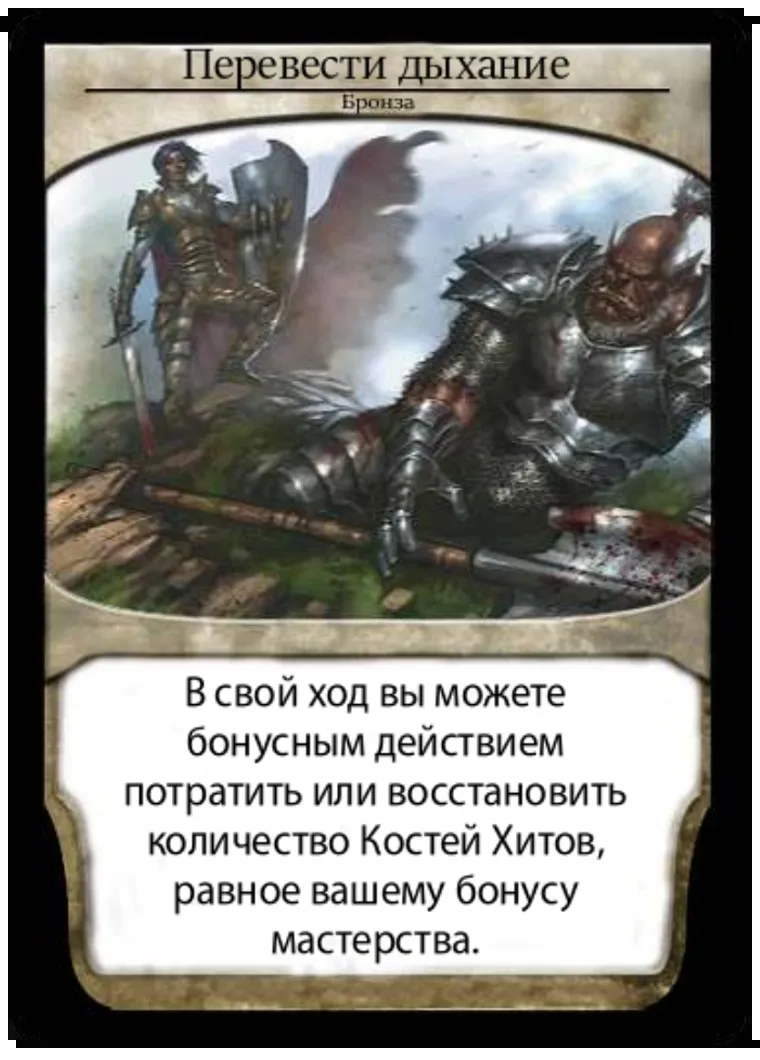 Перевести дыхание
Бронза
В свой ход вы можете
бонусным действием
потратить или восстановить
количество Костей Хитов,
равное вашему бонусу
мастерства.